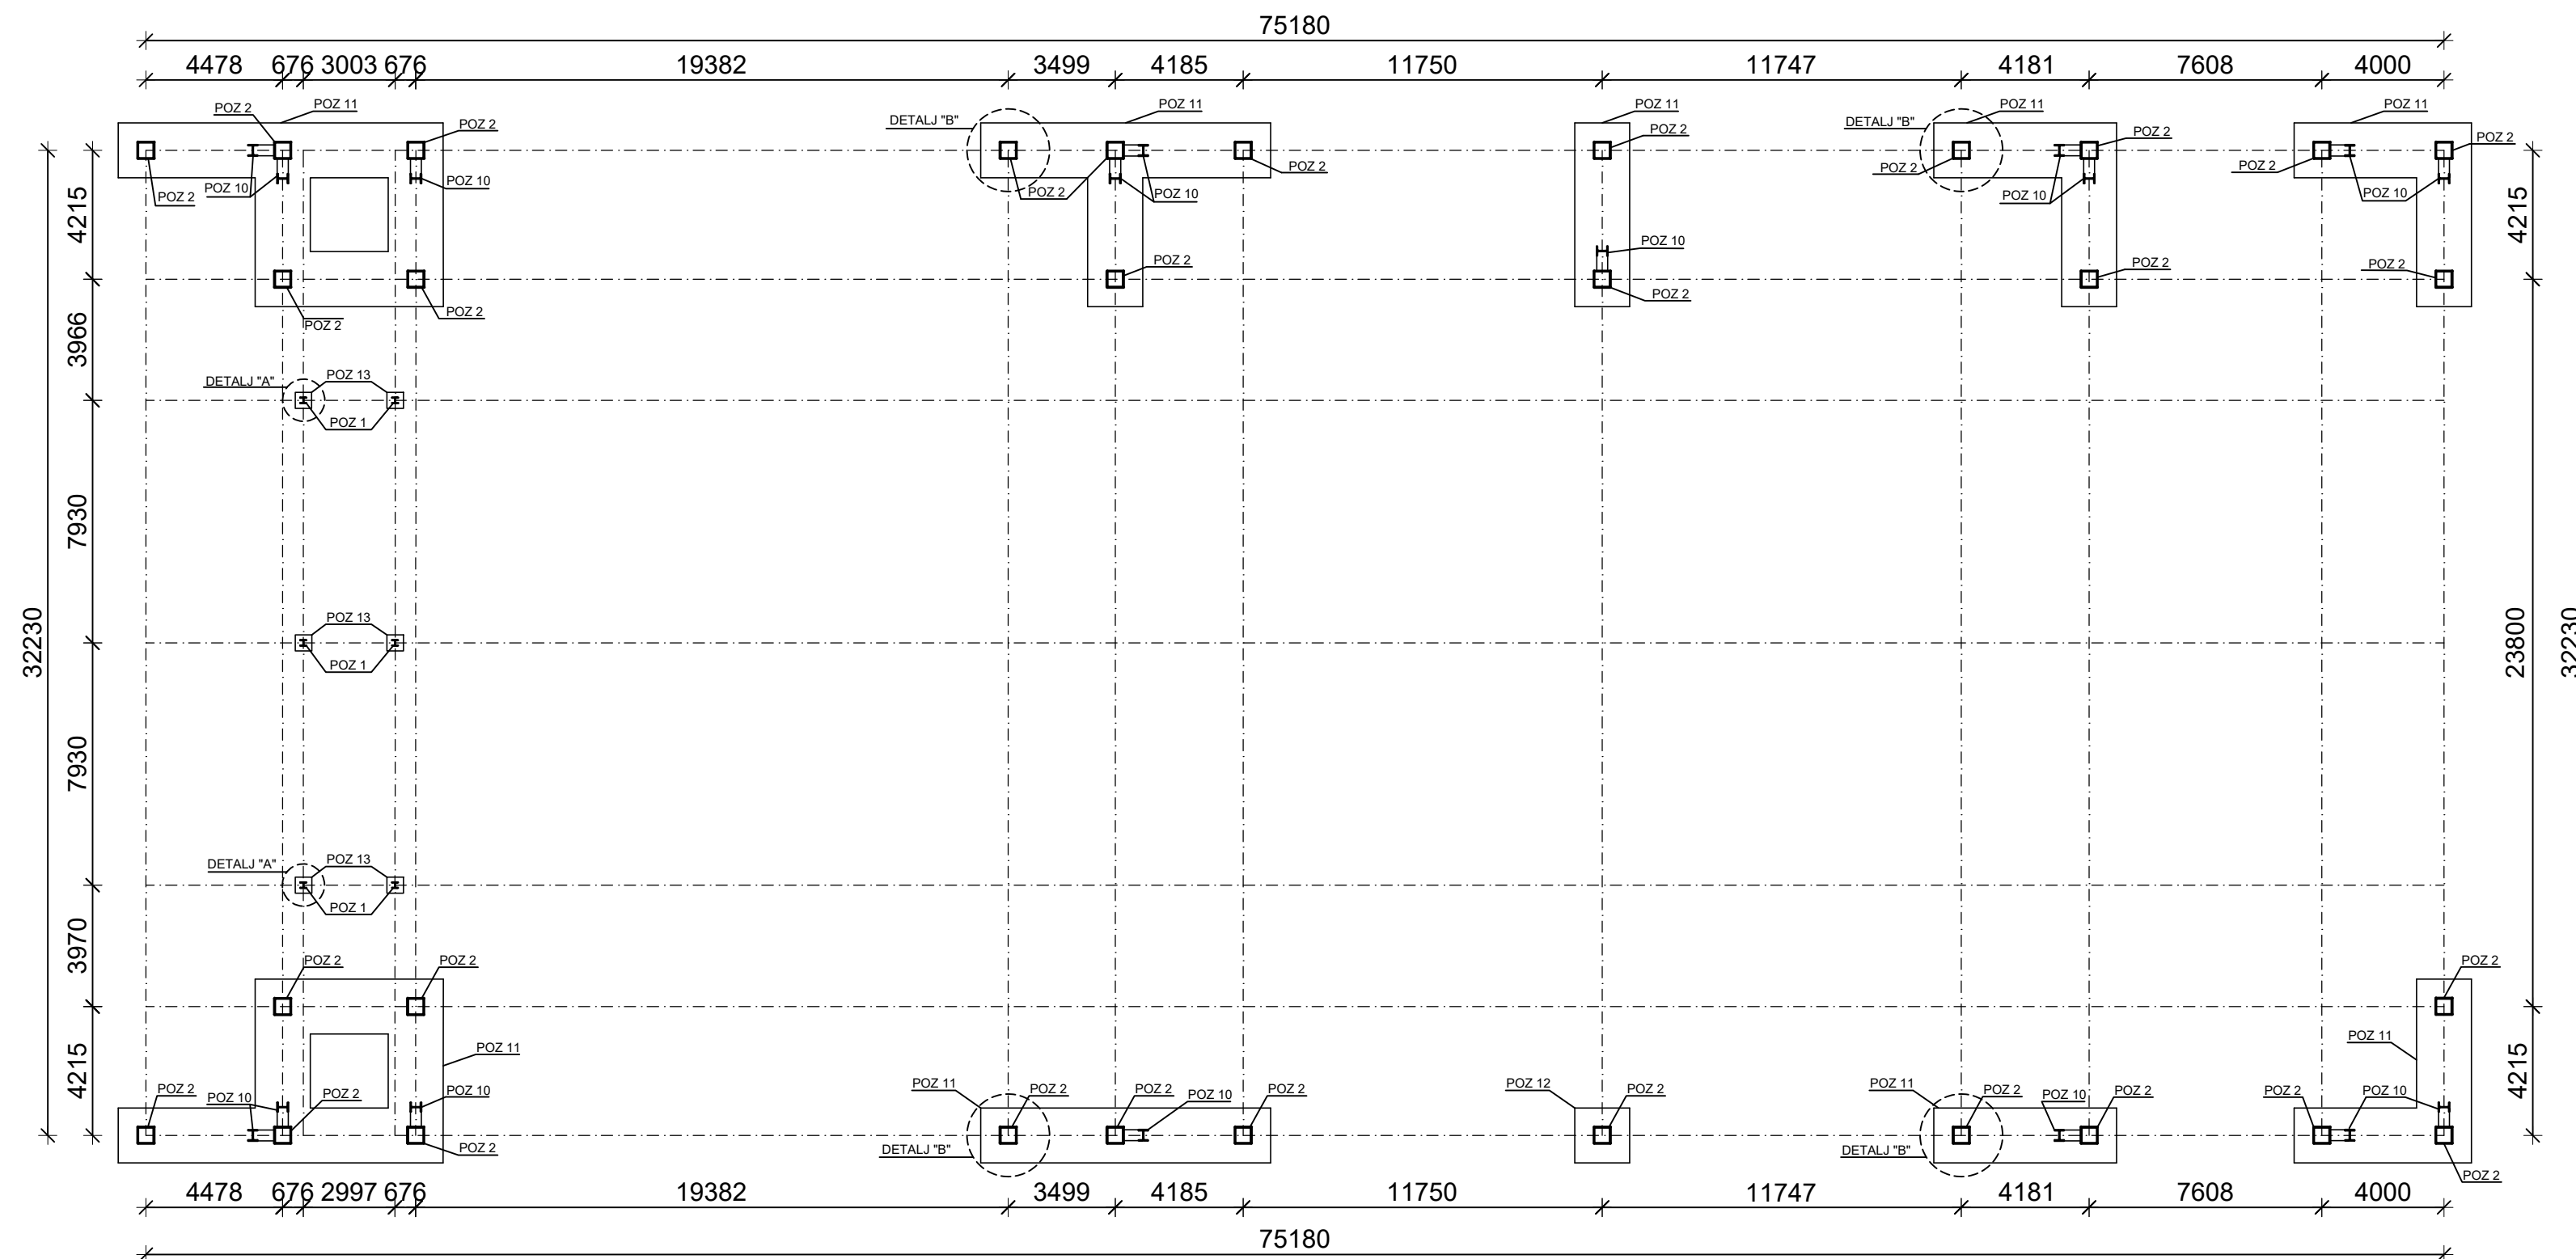 75180
4478 676 3003 676 19382 3499 4185 11750 11747 4181 7608 4000
POZ 2 POZ 11 POZ 2 DETALJ "B" POZ 11 POZ 11 POZ 2 DETALJ "B" POZ 11 POZ 2 POZ 11 POZ 2
POZ 2 POZ 10 POZ 10 POZ 2 POZ 10 POZ 2 POZ 2 POZ 10 POZ 2 POZ 10
4215 4215
POZ 2 POZ 10 POZ 2 POZ 2
POZ 2 POZ 2 POZ 2
3966
DETALJ "A" POZ 13
POZ 1
7930
32230 POZ 13 23800 32230
POZ 1
7930
DETALJ "A" POZ 13
POZ 1
3970
POZ 2 POZ 2 POZ 2
4215 POZ 11 POZ 11 4215
POZ 2 POZ 10 POZ 2 POZ 10 POZ 11 POZ 2 POZ 2 POZ 10 POZ 2 POZ 12 POZ 2 POZ 11 POZ 2 POZ 10 POZ 2 POZ 2 POZ 10
POZ 2 DETALJ "B" DETALJ "B" POZ 2
4478 676 2997 676 19382 3499 4185 11750 11747 4181 7608 4000
75180